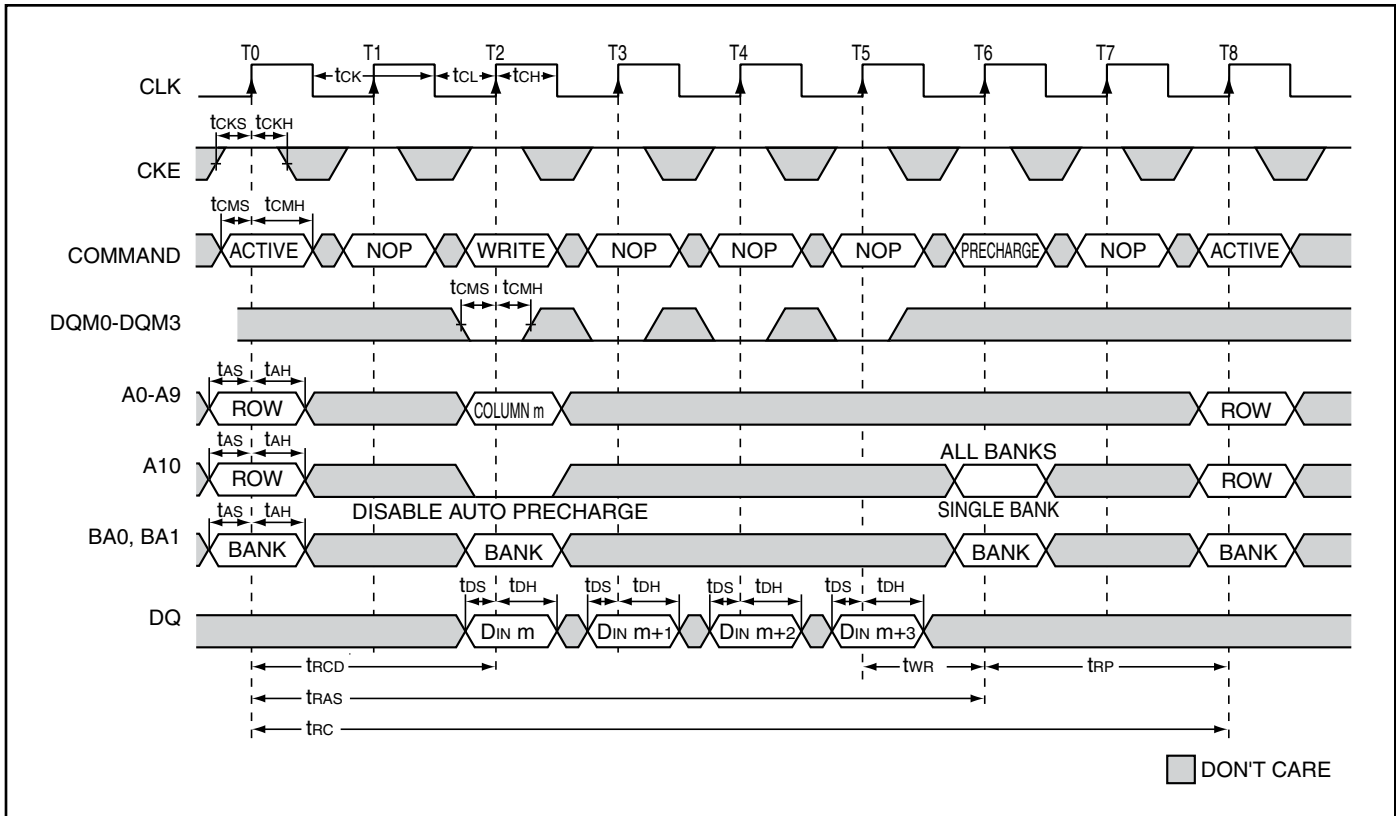 T0 T1 T2 T3 T4 T5 T6 T7 T8
CLK tCK tCL tCH
tCKS tCKH
CKE
tCMS tCMH
COMMAND ACTIVE NOP WRITE NOP NOP NOP PRECHARGE NOP ACTIVE
tCMS tCMH
DQM0-DQM3
tAS tAH
A0-A9 ROW COLUMN m ROW
tAS tAH ALL BANKS
A10 ROW ROW
tAS tAH DISABLE AUTO PRECHARGE SINGLE BANK
BA0, BA1 BANK BANK BANK BANK
tDS tDH tDS tDH tDS tDH tDS tDH
DQ DIN m DIN m+1 DIN m+2 DIN m+3
tRCD tWR tRP
tRAS
tRC
DON'T CARE